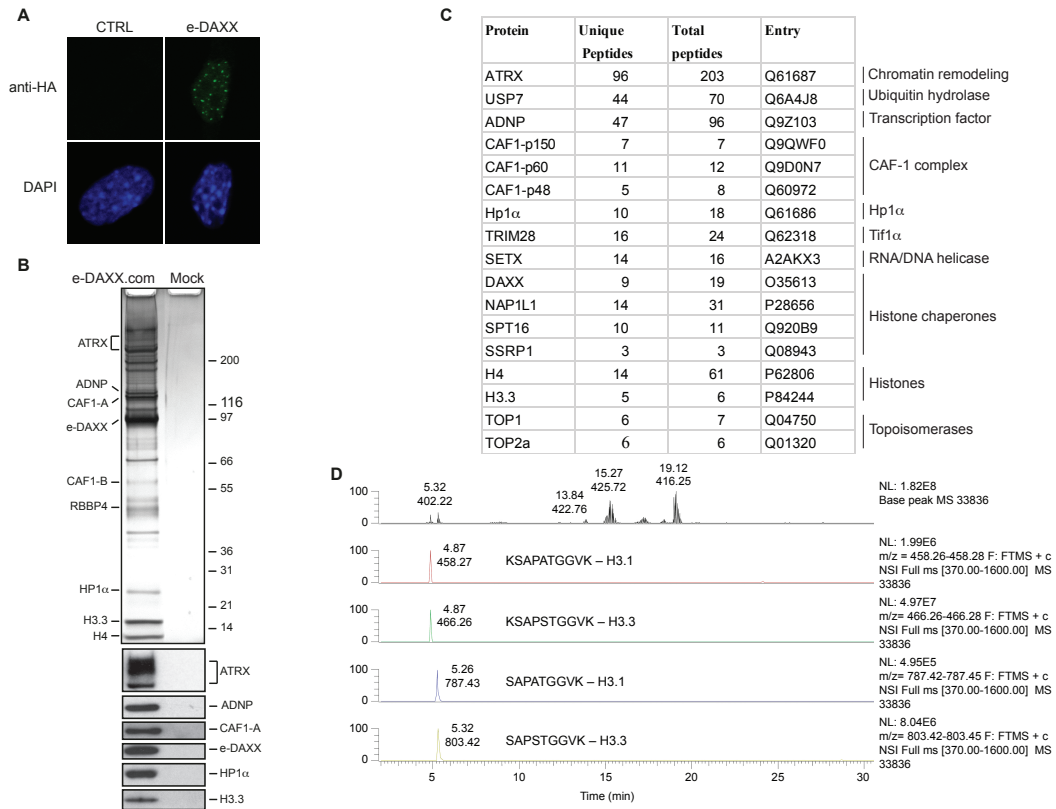 A
CTRL e-DAXX
anti-HA
DAPI
B
e-DAXX.com Mock
ATRX
200
ADNP
CAF1-A
116
e-DAXX
97
66
CAF1-B
55
RBBP4
36
31
HP1α
21
H3.3
14
H4
ATRX
ADNP
CAF1-A
e-DAXX
HP1α
H3.3
C
Protein Unique Peptides Total peptides Entry
ATRX 96 203 Q61687 Chromatin remodeling
USP7 44 70 Q6A4J8 Ubiquitin hydrolase
ADNP 47 96 Q9Z103 Transcription factor
CAF1-p150 7 7 Q9QWF0
CAF1-p60 11 12 Q9D0N7 CAF-1 complex
CAF1-p48 5 8 Q60972
Hp1α 10 18 Q61686 Hp1α
TRIM28 16 24 Q62318 Tif1α
SETX 14 16 A2AKX3 RNA/DNA helicase
DAXX 9 19 O35613
NAP1L1 14 31 P28656 Histone chaperones
SPT16 10 11 Q920B9
SSRP1 3 3 Q08943
H4 14 61 P62806 Histones
H3.3 5 6 P84244
TOP1 6 7 Q04750 Topoisomerases
TOP2a 6 6 Q01320
D
100
0
5.32
402.22
13.84
422.76
15.27
425.72
19.12
416.25
NL: 1.82E8
Base peak MS 33836
100
0
4.87
458.27
KSAPATGGVK – H3.1
NL: 1.99E6
m/z = 458.26-458.28 F: FTMS + c
NSI Full ms [370.00-1600.00] MS
33836
100
0
4.87
466.26
KSAPSTGGVK – H3.3
NL: 4.97E7
m/z= 466.26-466.28 F: FTMS + c
NSI Full ms [370.00-1600.00] MS
33836
100
0
5.26
787.43
SAPATGGVK – H3.1
NL: 4.95E5
m/z= 787.42-787.45 F: FTMS + c
NSI Full ms [370.00-1600.00] MS
33836
100
0
5.32
803.42
SAPSTGGVK – H3.3
NL: 8.04E6
m/z= 803.42-803.45 F: FTMS + c
NSI Full ms [370.00-1600.00] MS
33836
5 10 15 20 25 30
Time (min)